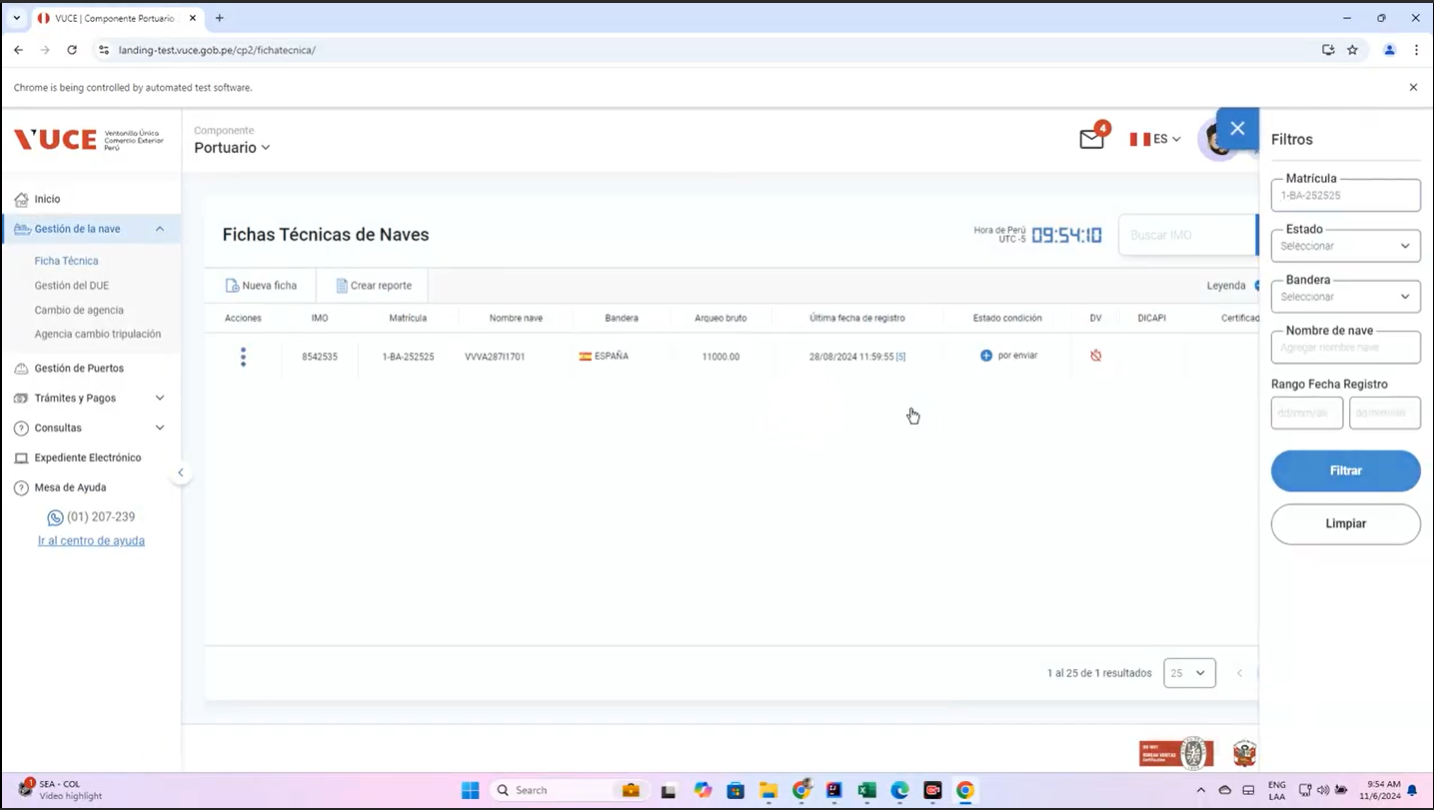 VUCE | Componente Portuario
landing-test.vuce.gob.pe/cp2/fichatecnica/
Chrome is being controlled by automated test software.
VUCE
Ventanilla Única
Comercio Exterior
Perú
Componente
Portuario
4
ES
Inicio
Gestión de la nave
Ficha Técnica
Gestión del DUE
Cambio de agencia
Agencia cambio tripulación
Gestión de Puertos
Trámites y Pagos
Consultas
Expediente Electrónico
Mesa de Ayuda
(01) 207-239
Ir al centro de ayuda
Fichas Técnicas de Naves
Hora de Perú
UTC -5
09:54:10
Buscar IMO
Nueva ficha
Crear reporte
Leyenda
Acciones IMO Matrícula Nombre nave Bandera Arqueo bruto Última fecha de registro Estado condición DV DICAPI Certificad
8542535 1-BA-252525 VVVA287I1701 ESPAÑA 11000.00 28/08/2024 11:59:55 [5] por enviar
1 al 25 de 1 resultados 25
Filtros
Matrícula
1-BA-252525
Estado
Seleccionar
Bandera
Seleccionar
Nombre de nave
Agregar nombre nave
Rango Fecha Registro
Filtrar
Limpiar
BUREAU VERITAS
Certification
1
SEA - COL
Video highlight
Search
ENG
LAA
9:54 AM
11/6/2024